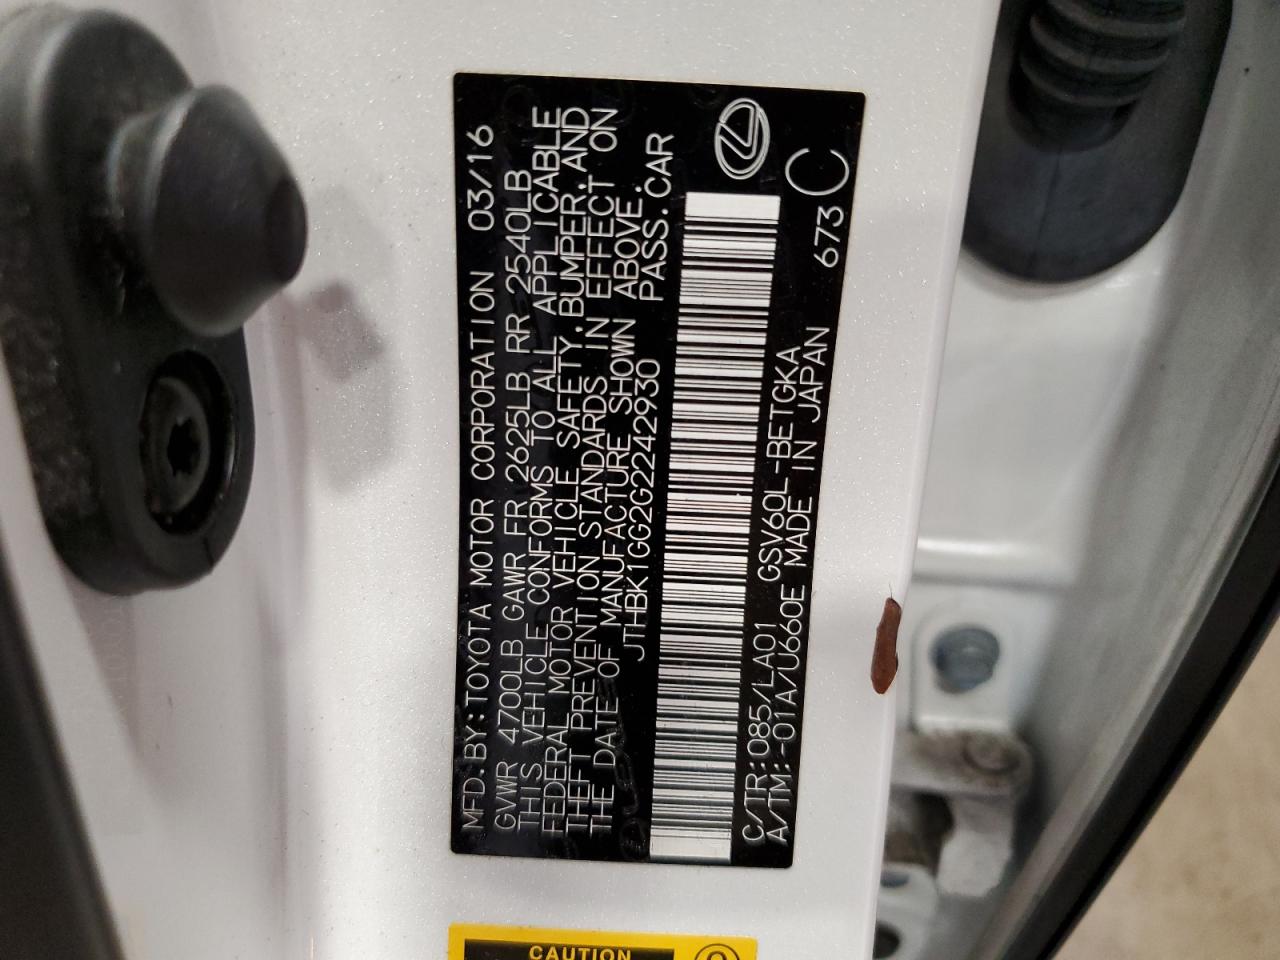 MFD.BY:TOYOTA MOTOR CORPORATION 03/16
GVWR 4700LB GAWR FR 2625LB RR 2540LB
THIS VEHICLE CONFORMS TO ALL APPLICABLE
FEDERAL MOTOR VEHICLE SAFETY,BUMPER,AND
THEFT PREVENTION STANDARDS IN EFFECT ON
THE DATE OF MANUFACTURE SHOWN ABOVE.
JTHBK1GG2G2242930 PASS.CAR
C/TR:085/LA01 GSV60L-BETGKA 673 C
A/TM:-01A/U660E MADE IN JAPAN
CAUTION